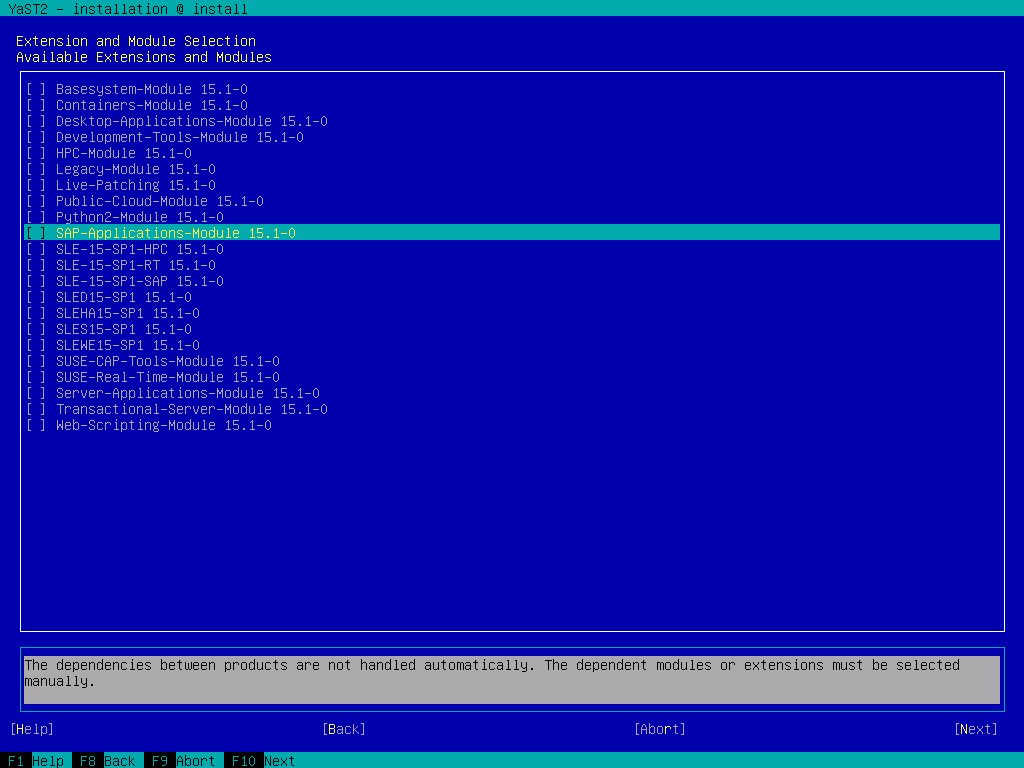 YaST2 - installation @ install
Extension and Module Selection
Available Extensions and Modules
[ ] Basesystem-Module 15.1-0
[ ] Containers-Module 15.1-0
[ ] Desktop-Applications-Module 15.1-0
[ ] Development-Tools-Module 15.1-0
[ ] HPC-Module 15.1-0
[ ] Legacy-Module 15.1-0
[ ] Live-Patching 15.1-0
[ ] Public-Cloud-Module 15.1-0
[ ] Python2-Module 15.1-0
[ ] SAP-Applications-Module 15.1-0
[ ] SLE-15-SP1-HPC 15.1-0
[ ] SLE-15-SP1-RT 15.1-0
[ ] SLE-15-SP1-SAP 15.1-0
[ ] SLED15-SP1 15.1-0
[ ] SLEHA15-SP1 15.1-0
[ ] SLES15-SP1 15.1-0
[ ] SLEWE15-SP1 15.1-0
[ ] SUSE-CAP-Tools-Module 15.1-0
[ ] SUSE-Real-Time-Module 15.1-0
[ ] Server-Applications-Module 15.1-0
[ ] Transactional-Server-Module 15.1-0
[ ] Web-Scripting-Module 15.1-0
The dependencies between products are not handled automatically. The dependent modules or extensions must be selected
manually.
[Help] [Back] [Abort] [Next]
F1 Help F8 Back F9 Abort F10 Next